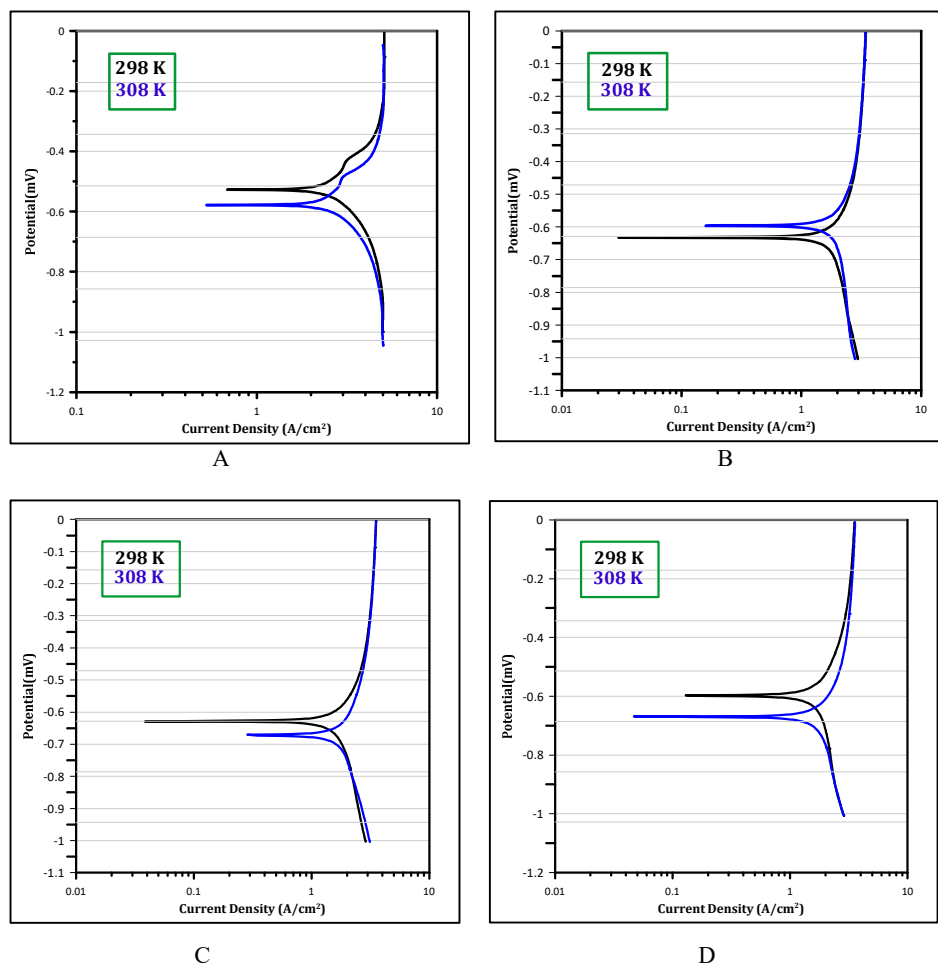 0
-0.2
-0.4
-0.6
-0.8
-1
-1.2
Potential(mV)
298 K
308 K
0.1
1
10
Current Density (A/cm²)
A
0
-0.1
-0.2
-0.3
-0.4
-0.5
-0.6
-0.7
-0.8
-0.9
-1
-1.1
Potential(mV)
298 K
308 K
0.01
0.1
1
10
Current Density (A/cm²)
B
0
-0.1
-0.2
-0.3
-0.4
-0.5
-0.6
-0.7
-0.8
-0.9
-1
-1.1
Potential(mV)
298 K
308 K
0.01
0.1
1
10
Current Density (A/cm²)
C
0
-0.2
-0.4
-0.6
-0.8
-1
-1.2
Potential(mV)
298 K
308 K
0.01
0.1
1
10
Current Density (A/cm²)
D